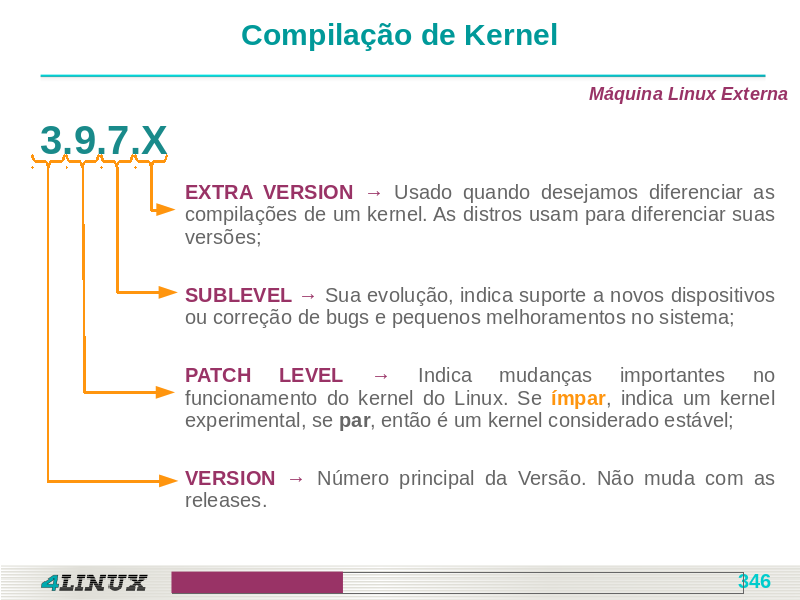 Compilação de Kernel
Máquina Linux Externa
3.9.7.X
EXTRA VERSION → Usado quando desejamos diferenciar as
compilações de um kernel. As distros usam para diferenciar suas
versões;
SUBLEVEL → Sua evolução, indica suporte a novos dispositivos
ou correção de bugs e pequenos melhoramentos no sistema;
PATCH LEVEL → Indica mudanças importantes no
funcionamento do kernel do Linux. Se ímpar, indica um kernel
experimental, se par, então é um kernel considerado estável;
VERSION → Número principal da Versão. Não muda com as
releases.
4LINUX
346